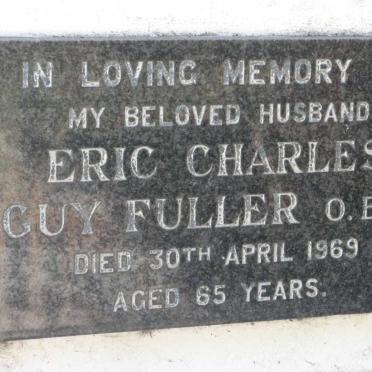 IN LOVING MEMORY
MY BELOVED HUSBAND
ERIC CHARLES
GUY FULLER
DIED 30TH APRIL 1969
AGED 65 YEARS.